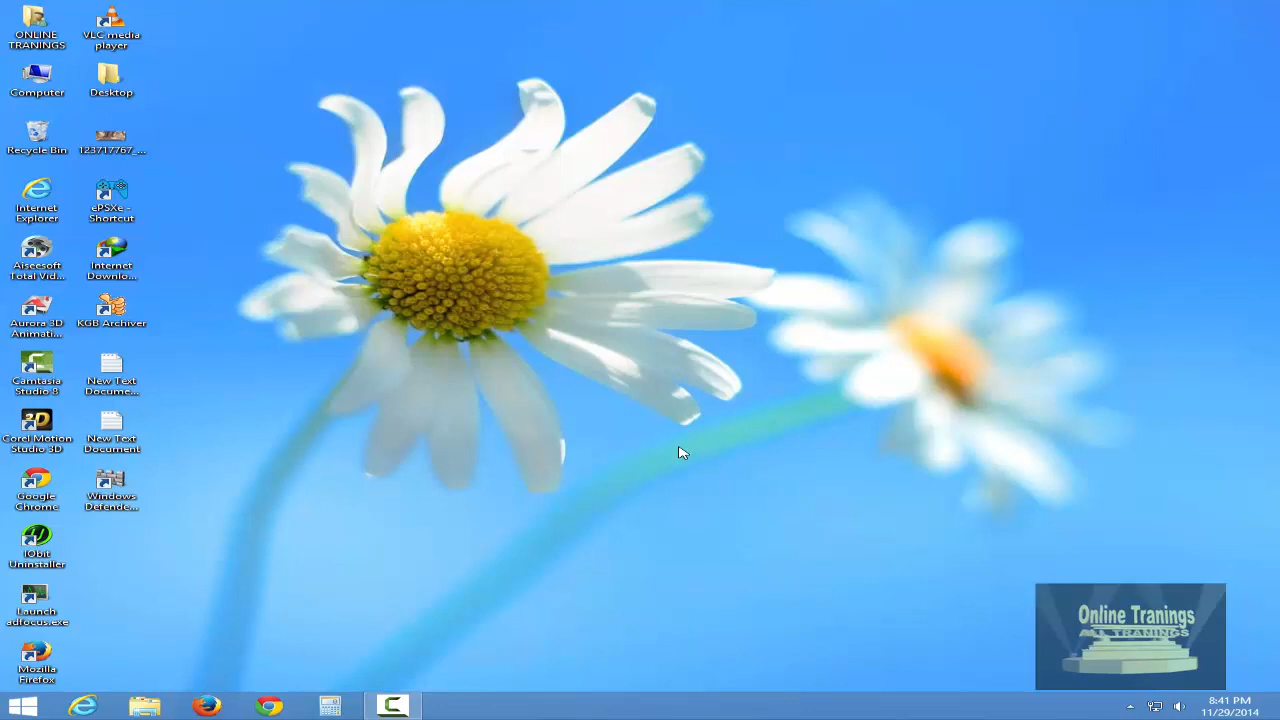 ONLINE
TRANINGS
VLC media
player
Computer
Desktop
Recycle Bin
123717767_...
Internet
Explorer
ePSXe -
Shortcut
Aiseesoft
Total Vid...
Internet
Downlo...
Aurora 3D
Animati...
KGB Archiver
Camtasia
Studio 8
New Text
Docume...
Corel Motion
Studio 3D
New Text
Document
Google
Chrome
Windows
Defende...
IObit
Uninstaller
Launch
adfocus.exe
Mozilla
Firefox
Online Tranings
ALL TRANINGS
8:41 PM
11/29/2014